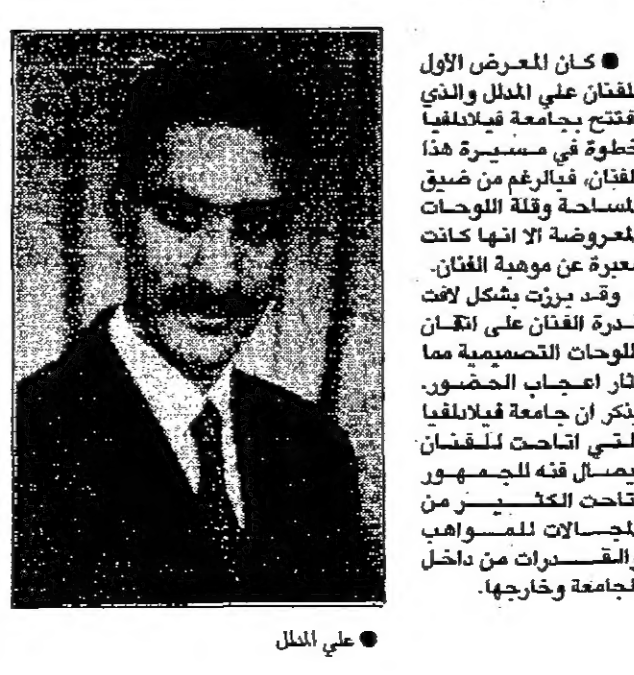 ● كان المعرض الأول
للفنان علي المدلل والذي
افتتح بجامعة فيلادلفيا
خطوة في مسيرة هذا
الفنان، فبالرغم من ضيق
المساحة وقلة اللوحات
المعروضة الا انها كانت
معبرة عن موهبة الفنان.
وقد برزت بشكل لافت
قدرة الفنان على اتقان
اللوحات التصميمية مما
اثار اعجاب الحضور.
يذكر ان جامعة فيلادلفيا
التي اتاحت للفنان
ايصال فنه للجمهور
اتاحت الكثير من
المجالات للمواهب
والقدرات من داخل
الجامعة وخارجها.
● علي المدلل